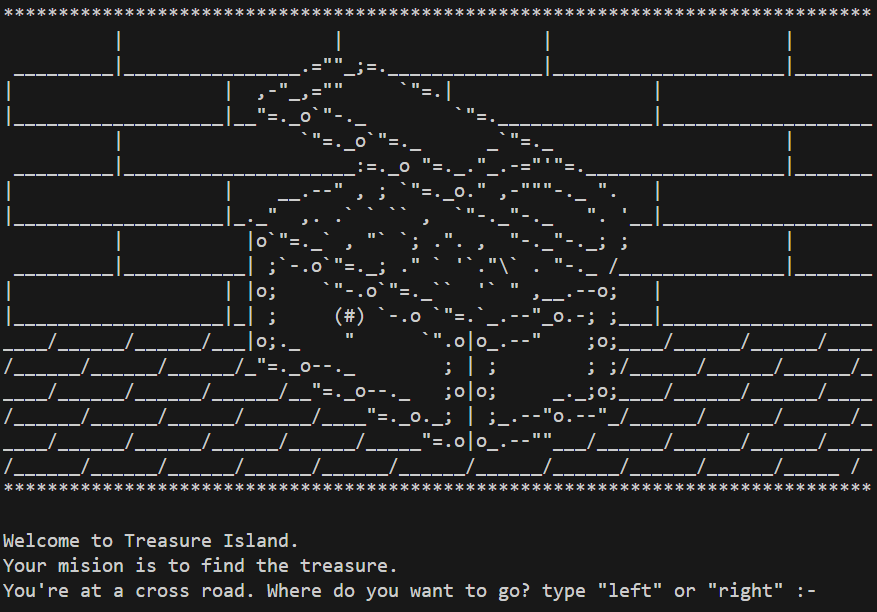 Welcome to Treasure Island.
Your mision is to find the treasure.
You're at a cross road. Where do you want to go? type "left" or "right" :-